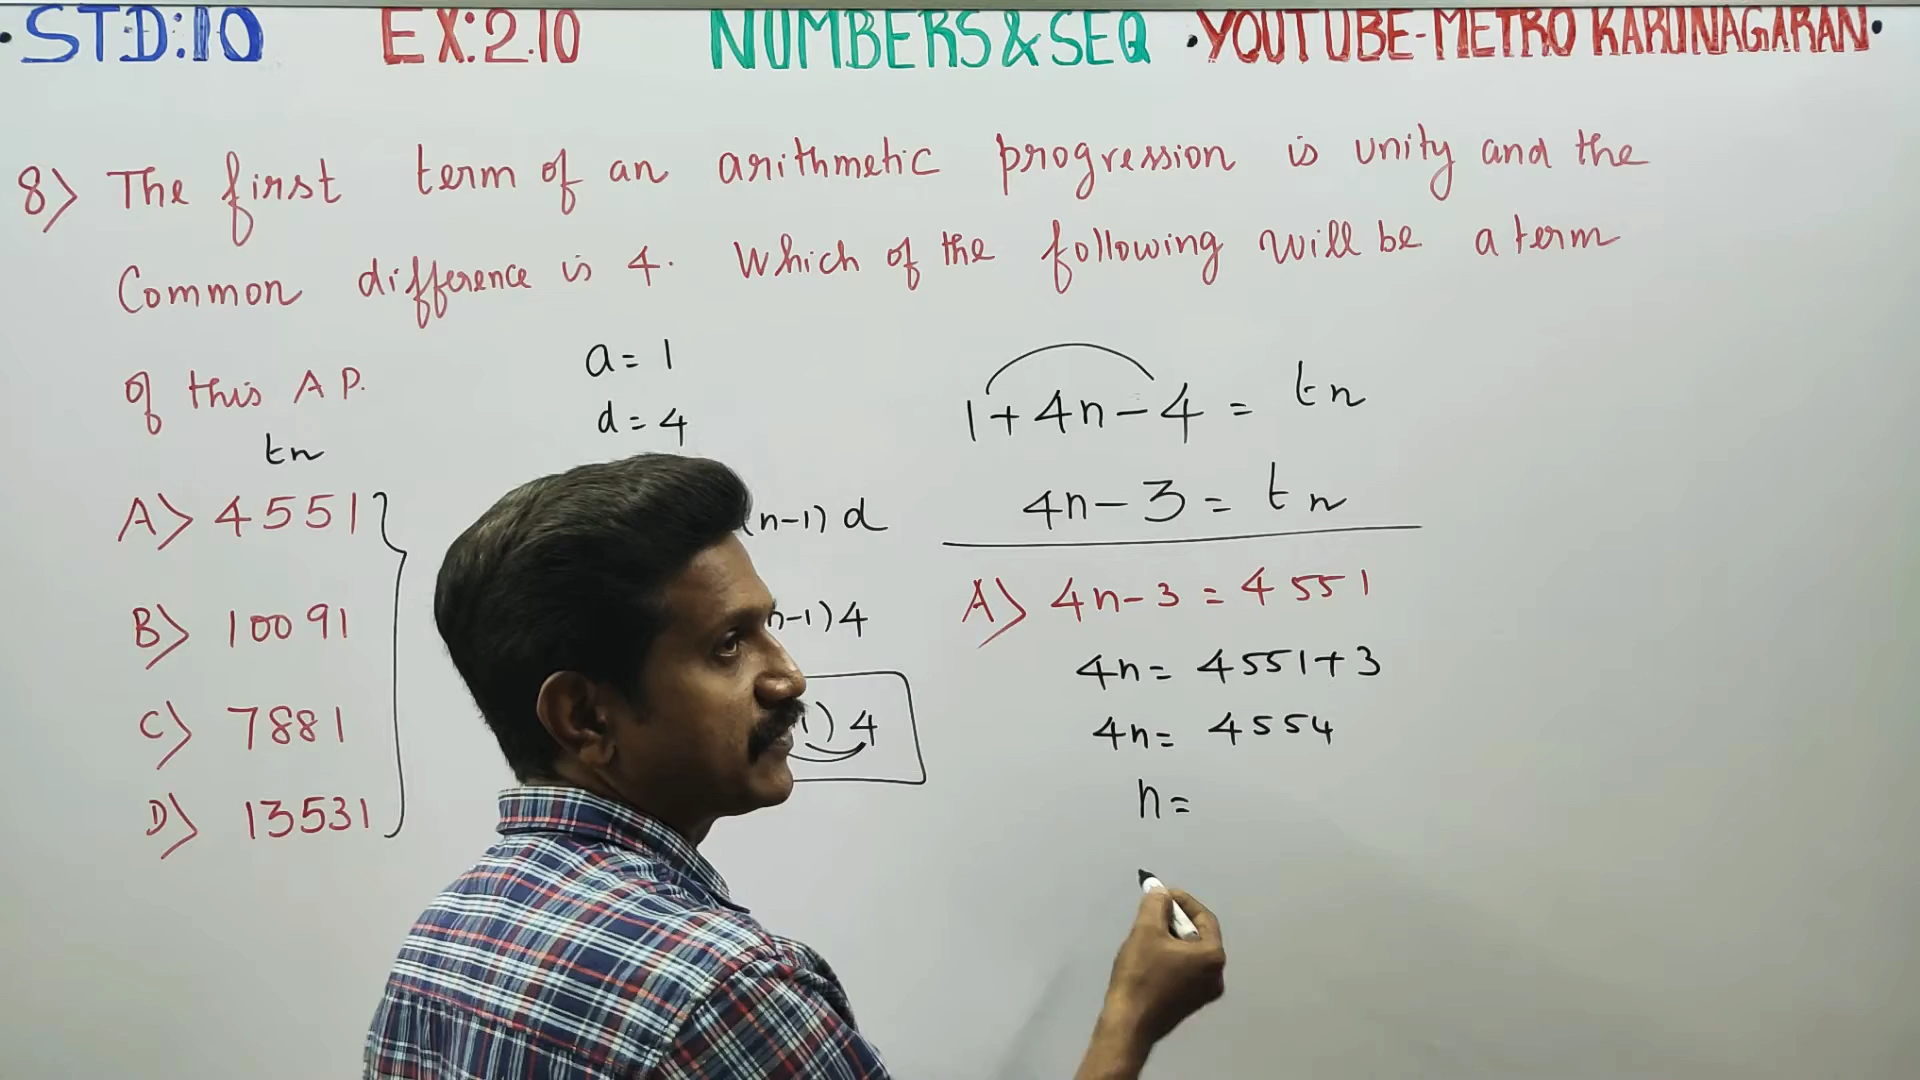 STD:10 EX:2.10 NUMBERS & SEQ . YOUTUBE-METRO KARUNAGARAN.
8) The first term of an arithmetic progression is unity and the
Common difference is 4. Which of the following will be a term
of this A P.
tn
A) 4551
B) 10091
C) 7881
D) 13531
a = 1
d = 4
(n-1) d
n-1) 4
1) 4
1 + 4n - 4 = tn
4n - 3 = tn
A) 4n - 3 = 4551
4n = 4551 + 3
4n = 4554
n =